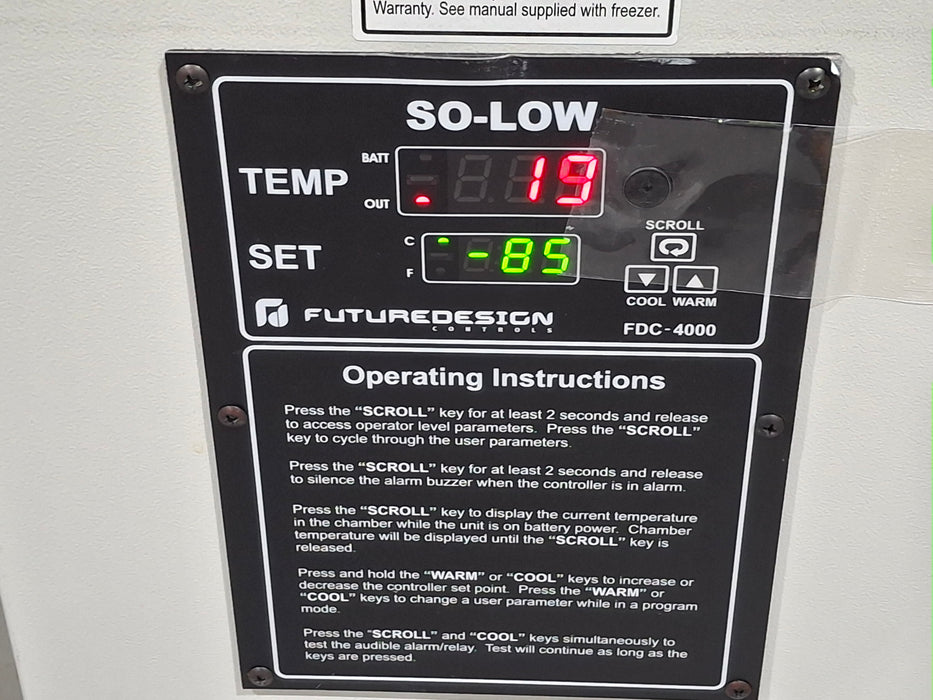 Warranty. See manual supplied with freezer.
SO-LOW
TEMP
BATT
OUT
19
SET
C
F
-85
SCROLL
COOL WARM
FUTUREDESIGN
CONTROLS
FDC-4000
Operating Instructions
Press the “SCROLL” key for at least 2 seconds and release
to access operator level parameters. Press the “SCROLL”
key to cycle through the user parameters.
Press the “SCROLL” key for at least 2 seconds and release
to silence the alarm buzzer when the controller is in alarm.
Press the “SCROLL” key to display the current temperature
in the chamber while the unit is on battery power. Chamber
temperature will be displayed until the “SCROLL” key is
released.
Press and hold the “WARM” or “COOL” keys to increase or
decrease the controller set point. Press the “WARM” or
“COOL” keys to change a user parameter while in a program
mode.
Press the “SCROLL” and “COOL” keys simultaneously to
test the audible alarm/relay. Test will continue as long as the
keys are pressed.